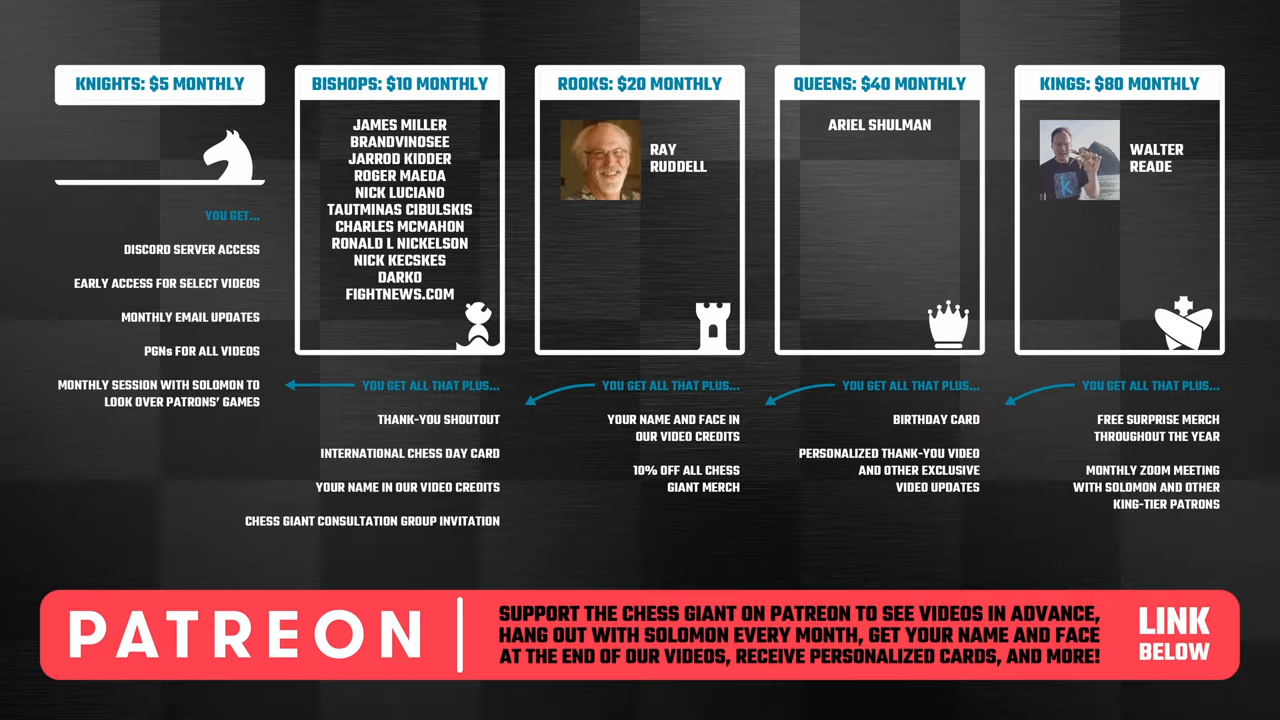 KNIGHTS: $5 MONTHLY
YOU GET...
DISCORD SERVER ACCESS
EARLY ACCESS FOR SELECT VIDEOS
MONTHLY EMAIL UPDATES
PGNs FOR ALL VIDEOS
MONTHLY SESSION WITH SOLOMON TO
LOOK OVER PATRONS' GAMES
BISHOPS: $10 MONTHLY
JAMES MILLER
BRANDVINOSEE
JARROD KIDDER
ROGER MAEDA
NICK LUCIANO
TAUTMINAS CIBULSKIS
CHARLES MCMAHON
RONALD L NICKELSON
NICK KECSKES
DARKO
FIGHTNEWS.COM
YOU GET ALL THAT PLUS...
THANK-YOU SHOUTOUT
INTERNATIONAL CHESS DAY CARD
YOUR NAME IN OUR VIDEO CREDITS
CHESS GIANT CONSULTATION GROUP INVITATION
ROOKS: $20 MONTHLY
RAY
RUDDELL
YOU GET ALL THAT PLUS...
YOUR NAME AND FACE IN
OUR VIDEO CREDITS
10% OFF ALL CHESS
GIANT MERCH
QUEENS: $40 MONTHLY
ARIEL SHULMAN
YOU GET ALL THAT PLUS...
BIRTHDAY CARD
PERSONALIZED THANK-YOU VIDEO
AND OTHER EXCLUSIVE
VIDEO UPDATES
KINGS: $80 MONTHLY
WALTER
READE
YOU GET ALL THAT PLUS...
FREE SURPRISE MERCH
THROUGHOUT THE YEAR
MONTHLY ZOOM MEETING
WITH SOLOMON AND OTHER
KING-TIER PATRONS
PATREON
SUPPORT THE CHESS GIANT ON PATREON TO SEE VIDEOS IN ADVANCE,
HANG OUT WITH SOLOMON EVERY MONTH, GET YOUR NAME AND FACE
AT THE END OF OUR VIDEOS, RECEIVE PERSONALIZED CARDS, AND MORE!
LINK
BELOW